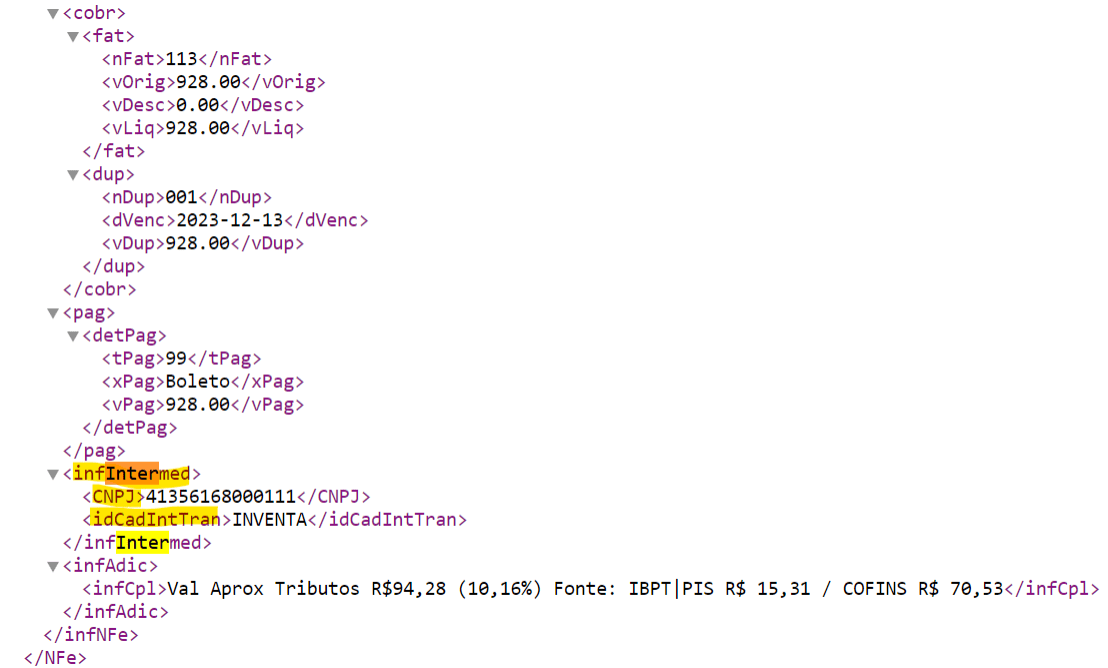 ▼<cobr>
▼<fat>
<nFat>113</nFat>
<vOrig>928.00</vOrig>
<vDesc>0.00</vDesc>
<vLiq>928.00</vLiq>
</fat>
▼<dup>
<nDup>001</nDup>
<dVenc>2023-12-13</dVenc>
<vDup>928.00</vDup>
</dup>
</cobr>
▼<pag>
▼<detPag>
<tPag>99</tPag>
<xPag>Boleto</xPag>
<vPag>928.00</vPag>
</detPag>
</pag>
▼<infIntermed>
<CNPJ>41356168000111</CNPJ>
<idCadIntTran>INVENTA</idCadIntTran>
</infIntermed>
▼<infAdic>
<infCpl>Val Aprox Tributos R$94,28 (10,16%) Fonte: IBPT|PIS R$ 15,31 / COFINS R$ 70,53</infCpl>
</infAdic>
</infNFe>
</NFe>